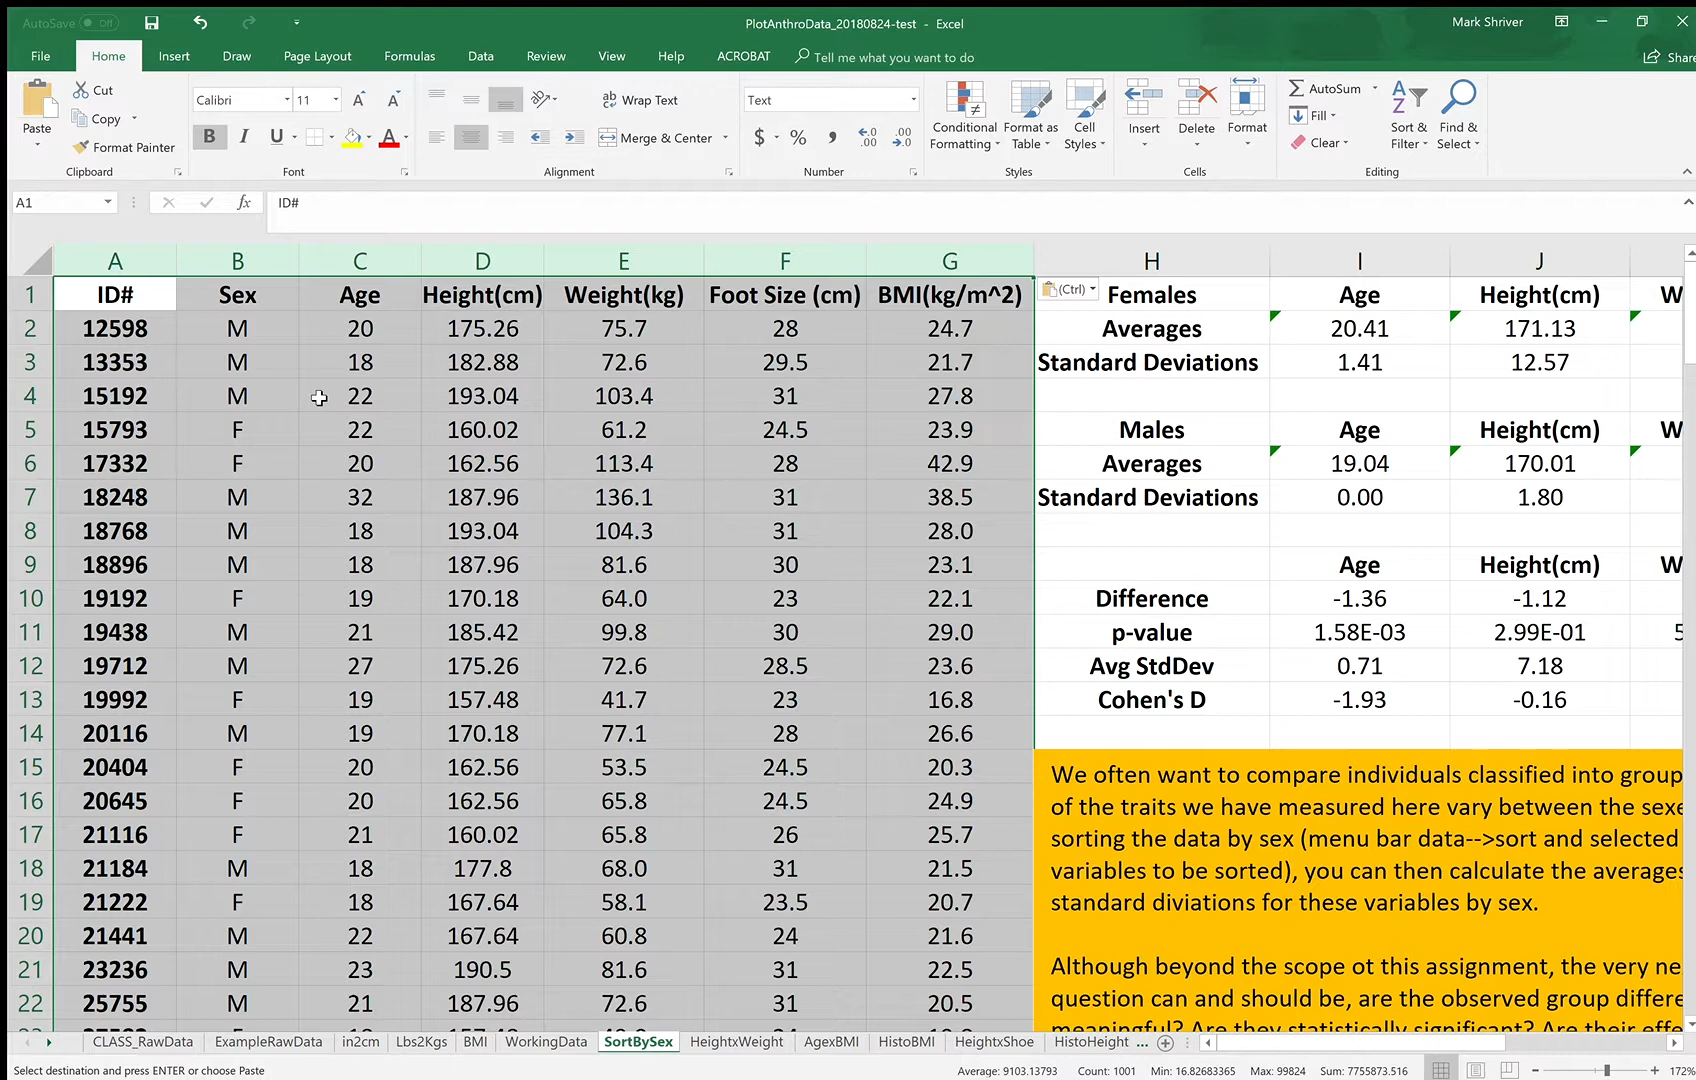 AutoSave Off
PlotAnthroData_20180824-test - Excel
Mark Shriver
File Home Insert Draw Page Layout Formulas Data Review View Help ACROBAT Tell me what you want to do Share
Paste
Cut
Copy
Format Painter
Clipboard
Calibri 11
B I U A
Font
Wrap Text
Merge & Center
Alignment
Text
$ % ,
Number
Conditional Formatting
Format as Table
Cell Styles
Styles
Insert Delete Format
Cells
AutoSum
Fill
Clear
Sort & Filter
Find & Select
Editing
A1 fx ID#
A B C D E F G H I J
1 ID# Sex Age Height(cm) Weight(kg) Foot Size (cm) BMI(kg/m^2) (Ctrl) Females Age Height(cm) W
2 12598 M 20 175.26 75.7 28 24.7 Averages 20.41 171.13
3 13353 M 18 182.88 72.6 29.5 21.7 Standard Deviations 1.41 12.57
4 15192 M 22 193.04 103.4 31 27.8
5 15793 F 22 160.02 61.2 24.5 23.9 Males Age Height(cm) W
6 17332 F 20 162.56 113.4 28 42.9 Averages 19.04 170.01
7 18248 M 32 187.96 136.1 31 38.5 Standard Deviations 0.00 1.80
8 18768 M 18 193.04 104.3 31 28.0
9 18896 M 18 187.96 81.6 30 23.1 Age Height(cm) W
10 19192 F 19 170.18 64.0 23 22.1 Difference -1.36 -1.12
11 19438 M 21 185.42 99.8 30 29.0 p-value 1.58E-03 2.99E-01 5
12 19712 M 27 175.26 72.6 28.5 23.6 Avg StdDev 0.71 7.18
13 19992 F 19 157.48 41.7 23 16.8 Cohen's D -1.93 -0.16
14 20116 M 19 170.18 77.1 28 26.6
15 20404 F 20 162.56 53.5 24.5 20.3
16 20645 F 20 162.56 65.8 24.5 24.9
17 21116 F 21 160.02 65.8 26 25.7
18 21184 M 18 177.8 68.0 31 21.5
19 21222 F 18 167.64 58.1 23.5 20.7
20 21441 M 22 167.64 60.8 24 21.6
21 23236 M 23 190.5 81.6 31 22.5
22 25755 M 21 187.96 72.6 31 20.5
We often want to compare individuals classified into group
of the traits we have measured here vary between the sexe
sorting the data by sex (menu bar data-->sort and selected
variables to be sorted), you can then calculate the averages
standard diviations for these variables by sex.
Although beyond the scope ot this assignment, the very ne
question can and should be, are the observed group differe
meaningful? Are they statistically significant? Are their effe
CLASS_RawData ExampleRawData in2cm Lbs2Kgs BMI WorkingData SortBySex HeightxWeight AgexBMI HistoBMI HeightxShoe HistoHeight ...
Select destination and press ENTER or choose Paste
Average: 9103.13793 Count: 1001 Min: 16.82683365 Max: 99824 Sum: 7755873.516 172%